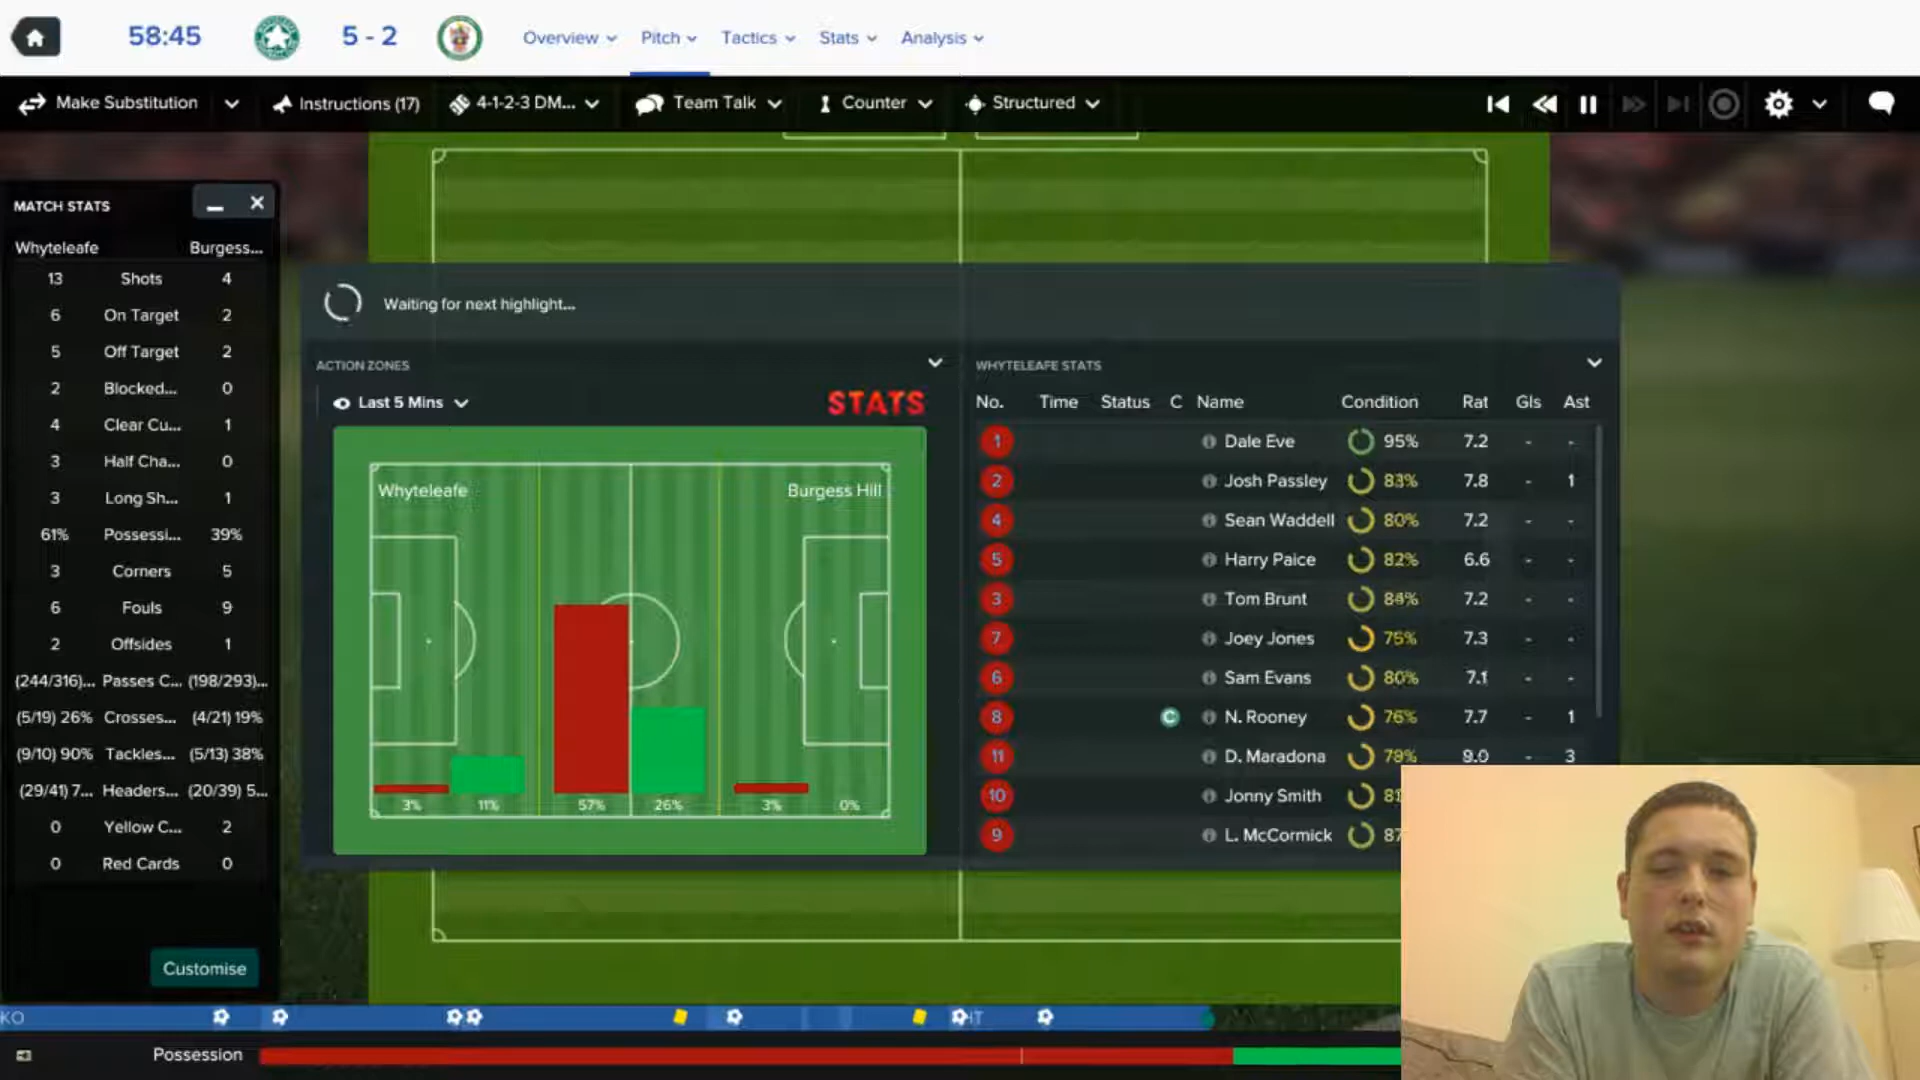 58:45 5 - 2 Overview Pitch Tactics Stats Analysis
Make Substitution Instructions (17) 4-1-2-3 DM... Team Talk Counter Structured
MATCH STATS
Whyteleafe Burgess...
13 Shots 4
6 On Target 2
5 Off Target 2
2 Blocked... 0
4 Clear Cu... 1
3 Half Cha... 0
3 Long Sh... 1
61% Possessi... 39%
3 Corners 5
6 Fouls 9
2 Offsides 1
(244/316)... Passes C... (198/293)...
(5/19) 26% Crosses... (4/21) 19%
(9/10) 90% Tackles... (5/13) 38%
(29/41) 7... Headers... (20/39) 5...
0 Yellow C... 2
0 Red Cards 0
Customise
Waiting for next highlight...
ACTION ZONES
Last 5 Mins STATS
Whyteleafe Burgess Hill
3% 11% 57% 26% 3% 0%
WHYTELEAFE STATS
No. Time Status C Name Condition Rat Gls Ast
1 Dale Eve 95% 7.2 - -
2 Josh Passley 83% 7.8 - 1
4 Sean Waddell 80% 7.2 - -
5 Harry Paice 82% 6.6 - -
3 Tom Brunt 84% 7.2 - -
7 Joey Jones 75% 7.3 - -
6 Sam Evans 80% 7.1 - -
8 C N. Rooney 76% 7.7 - 1
11 D. Maradona 79% 9.0 - 3
10 Jonny Smith 81
9 L. McCormick 87
KO HT
Possession